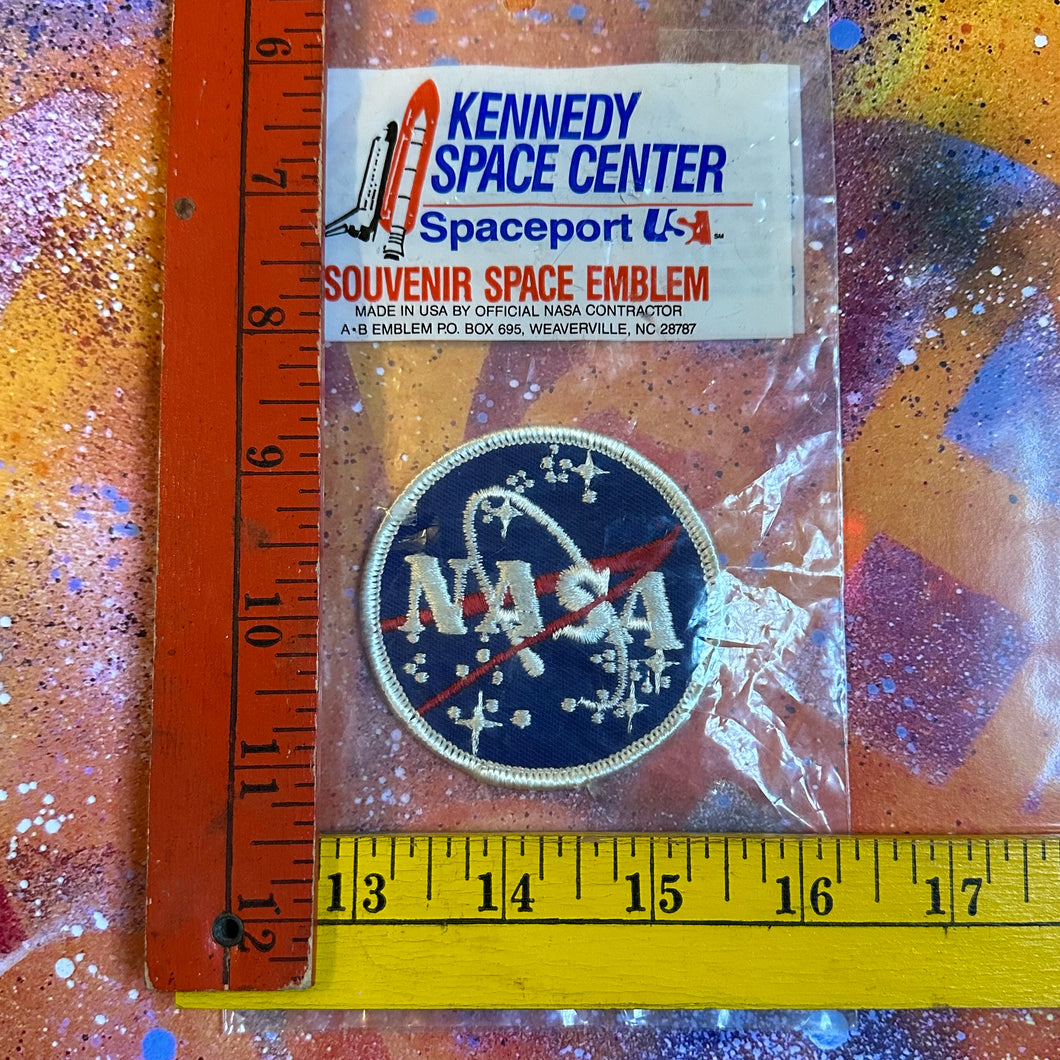 KENNEDY
SPACE CENTER
Spaceport USA SM
SOUVENIR SPACE EMBLEM
MADE IN USA BY OFFICIAL NASA CONTRACTOR
A•B EMBLEM P.O. BOX 695, WEAVERVILLE, NC 28787
NASA
6
7
8
9
10
11
12
13 14 15 16 17